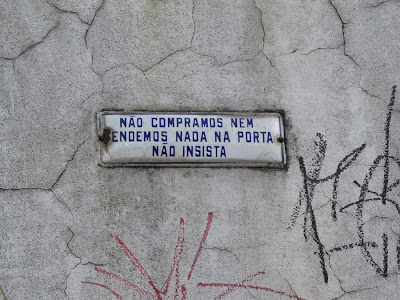 NÃO COMPRAMOS NEM
ENDEMOS NADA NA PORTA
NÃO INSISTA